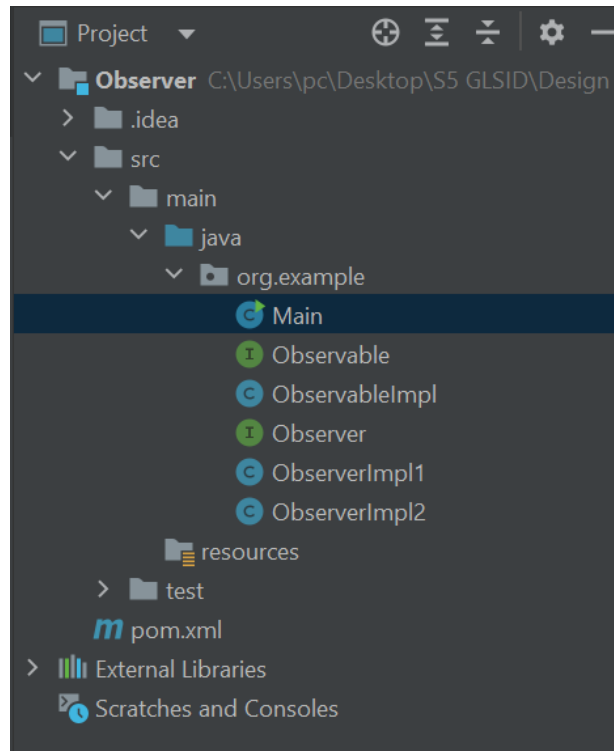 Project
Observer C:\Users\pc\Desktop\S5 GLSID\Design
.idea
src
main
java
org.example
C Main
I Observable
C ObservableImpl
I Observer
C ObserverImpl1
C ObserverImpl2
resources
test
m pom.xml
External Libraries
Scratches and Consoles